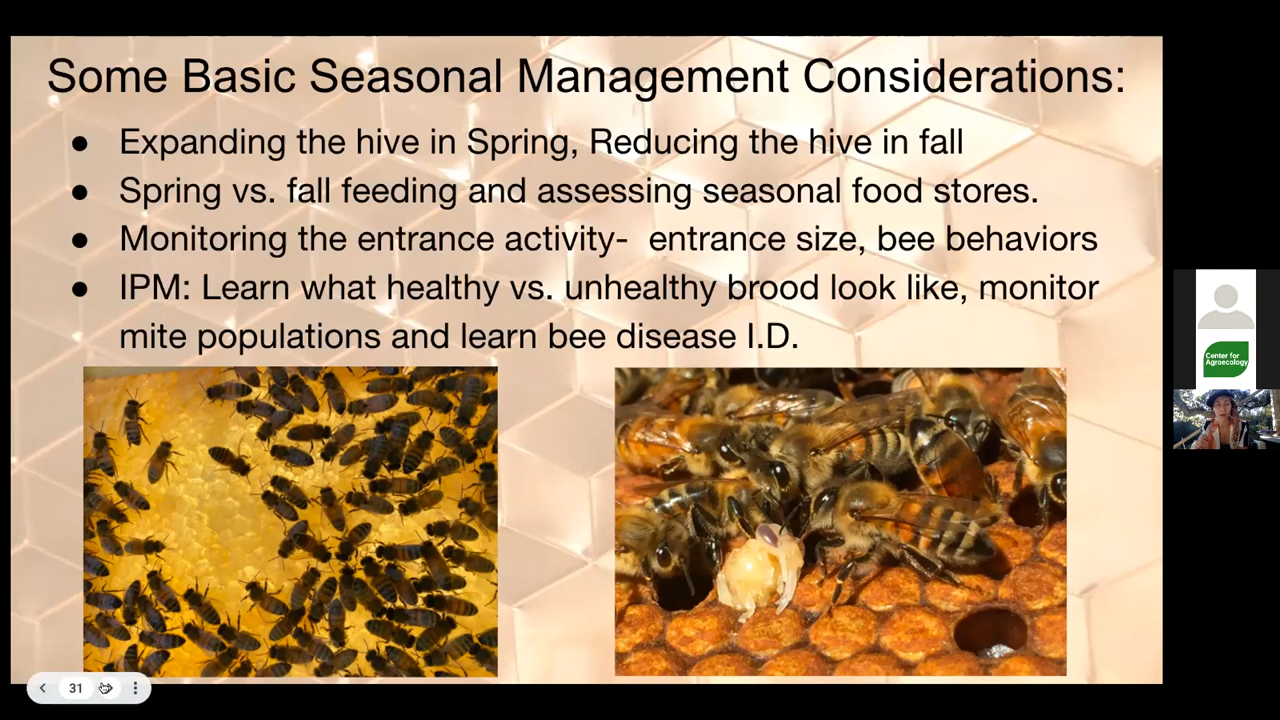 Some Basic Seasonal Management Considerations:
● Expanding the hive in Spring, Reducing the hive in fall
● Spring vs. fall feeding and assessing seasonal food stores.
● Monitoring the entrance activity-  entrance size, bee behaviors
● IPM: Learn what healthy vs. unhealthy brood look like, monitor
mite populations and learn bee disease I.D.
Center for
Agroecology
31